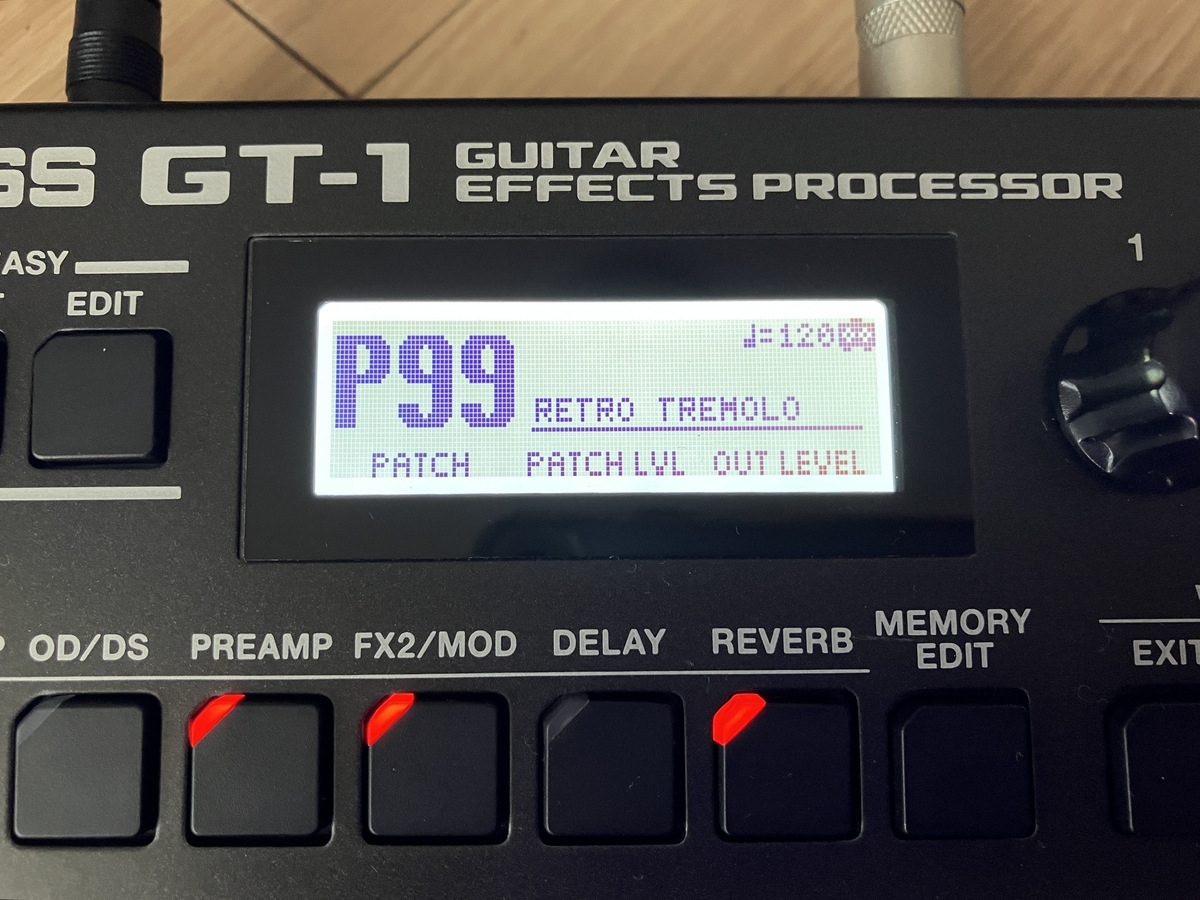 SS GT-1 GUITAR
EFFECTS PROCESSOR
ASY
EDIT
1
P99
♩=120
RETRO TREMOLO
PATCH PATCH LVL OUT LEVEL
OD/DS PREAMP FX2/MOD DELAY REVERB MEMORY
EDIT
EXIT